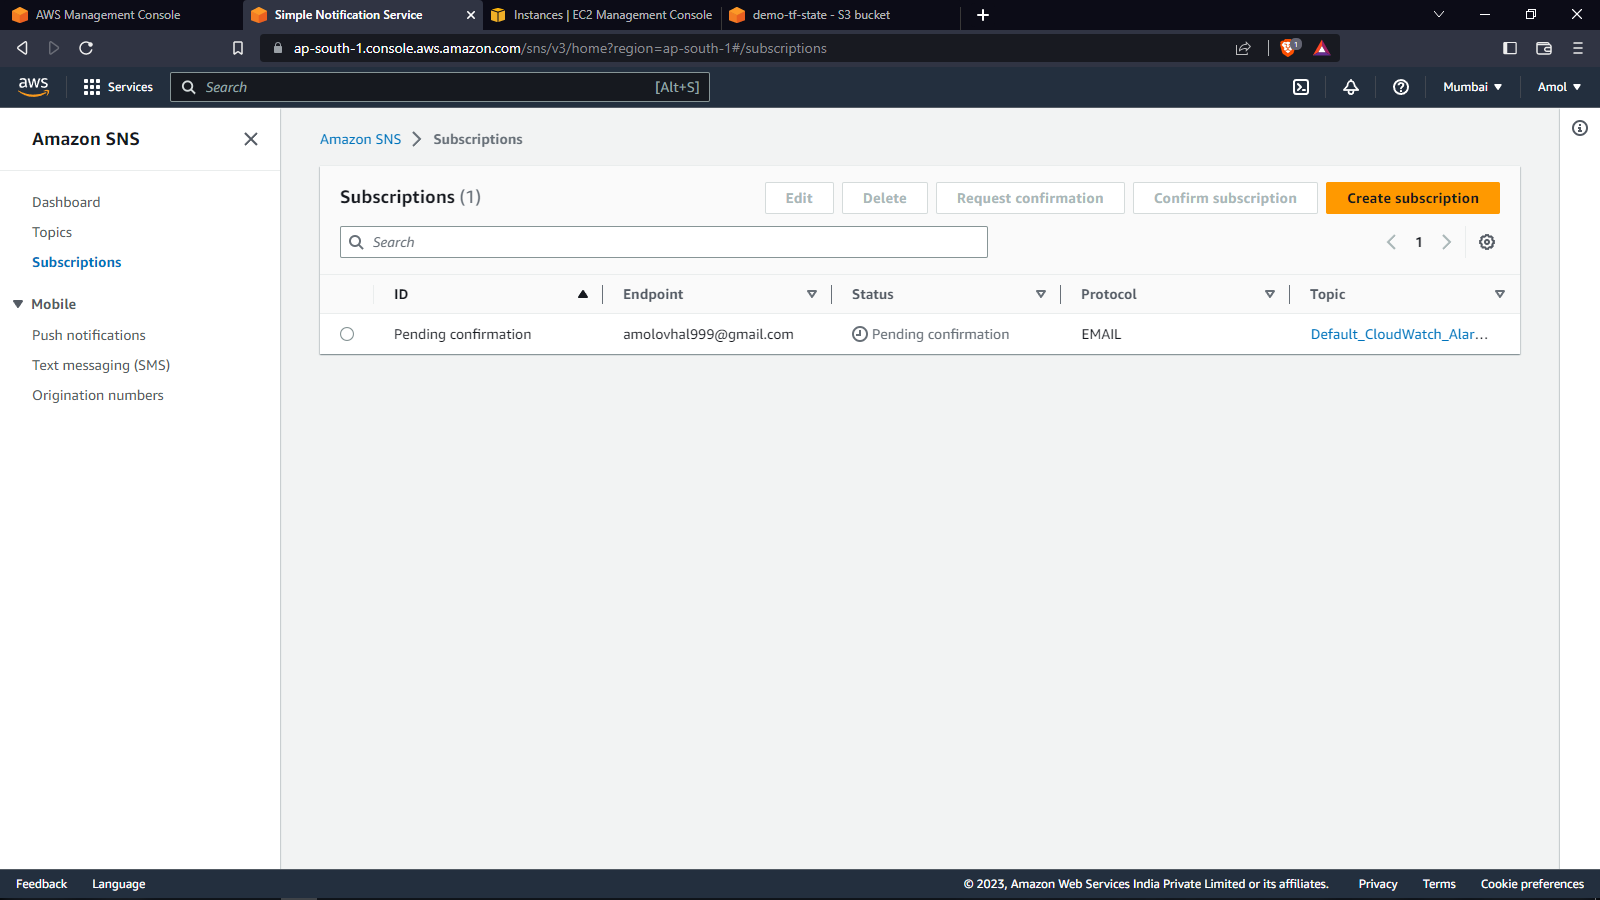 AWS Management Console
Simple Notification Service
Instances | EC2 Management Console
demo-tf-state - S3 bucket
ap-south-1.console.aws.amazon.com/sns/v3/home?region=ap-south-1#/subscriptions
1
aws
Services
Search
[Alt+S]
Mumbai
Amol
Amazon SNS
Dashboard
Topics
Subscriptions
Mobile
Push notifications
Text messaging (SMS)
Origination numbers
Amazon SNS
Subscriptions
Subscriptions (1)
Edit
Delete
Request confirmation
Confirm subscription
Create subscription
Search
1
ID
Endpoint
Status
Protocol
Topic
Pending confirmation
amolovhal999@gmail.com
Pending confirmation
EMAIL
Default_CloudWatch_Alar...
Feedback
Language
© 2023, Amazon Web Services India Private Limited or its affiliates.
Privacy
Terms
Cookie preferences